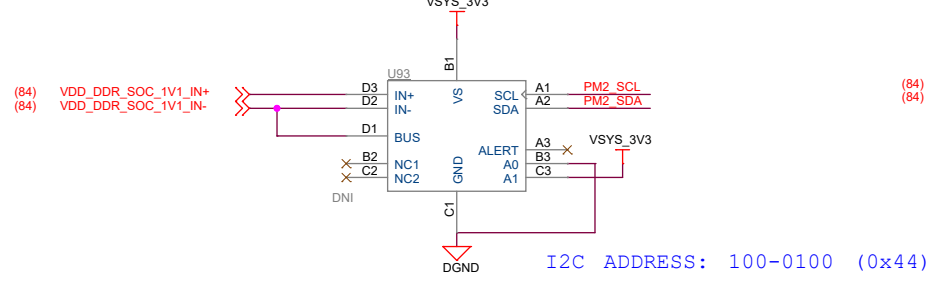 VSYS_3V3
B1
U93
(84) VDD_DDR_SOC_1V1_IN+ D3 IN+ VS SCL A1 PM2_SCL (84)
(84) VDD_DDR_SOC_1V1_IN- D2 IN- SDA A2 PM2_SDA (84)
D1 BUS
VSYS_3V3
ALERT A3
B2 NC1 A0 B3
C2 NC2 GND A1 C3
DNI
C1
DGND
I2C ADDRESS: 100-0100 (0x44)